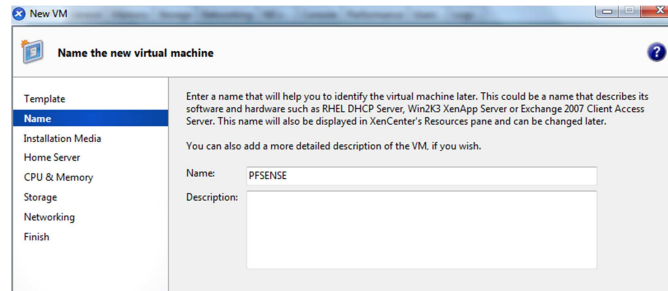 New VM
Name the new virtual machine
Template
Name
Installation Media
Home Server
CPU & Memory
Storage
Networking
Finish
Enter a name that will help you to identify the virtual machine later. This could be a name that describes its
software and hardware such as RHEL DHCP Server, Win2K3 XenApp Server or Exchange 2007 Client Access
Server. This name will also be displayed in XenCenter's Resources pane and can be changed later.
You can also add a more detailed description of the VM, if you wish.
Name: PFSENSE
Description: